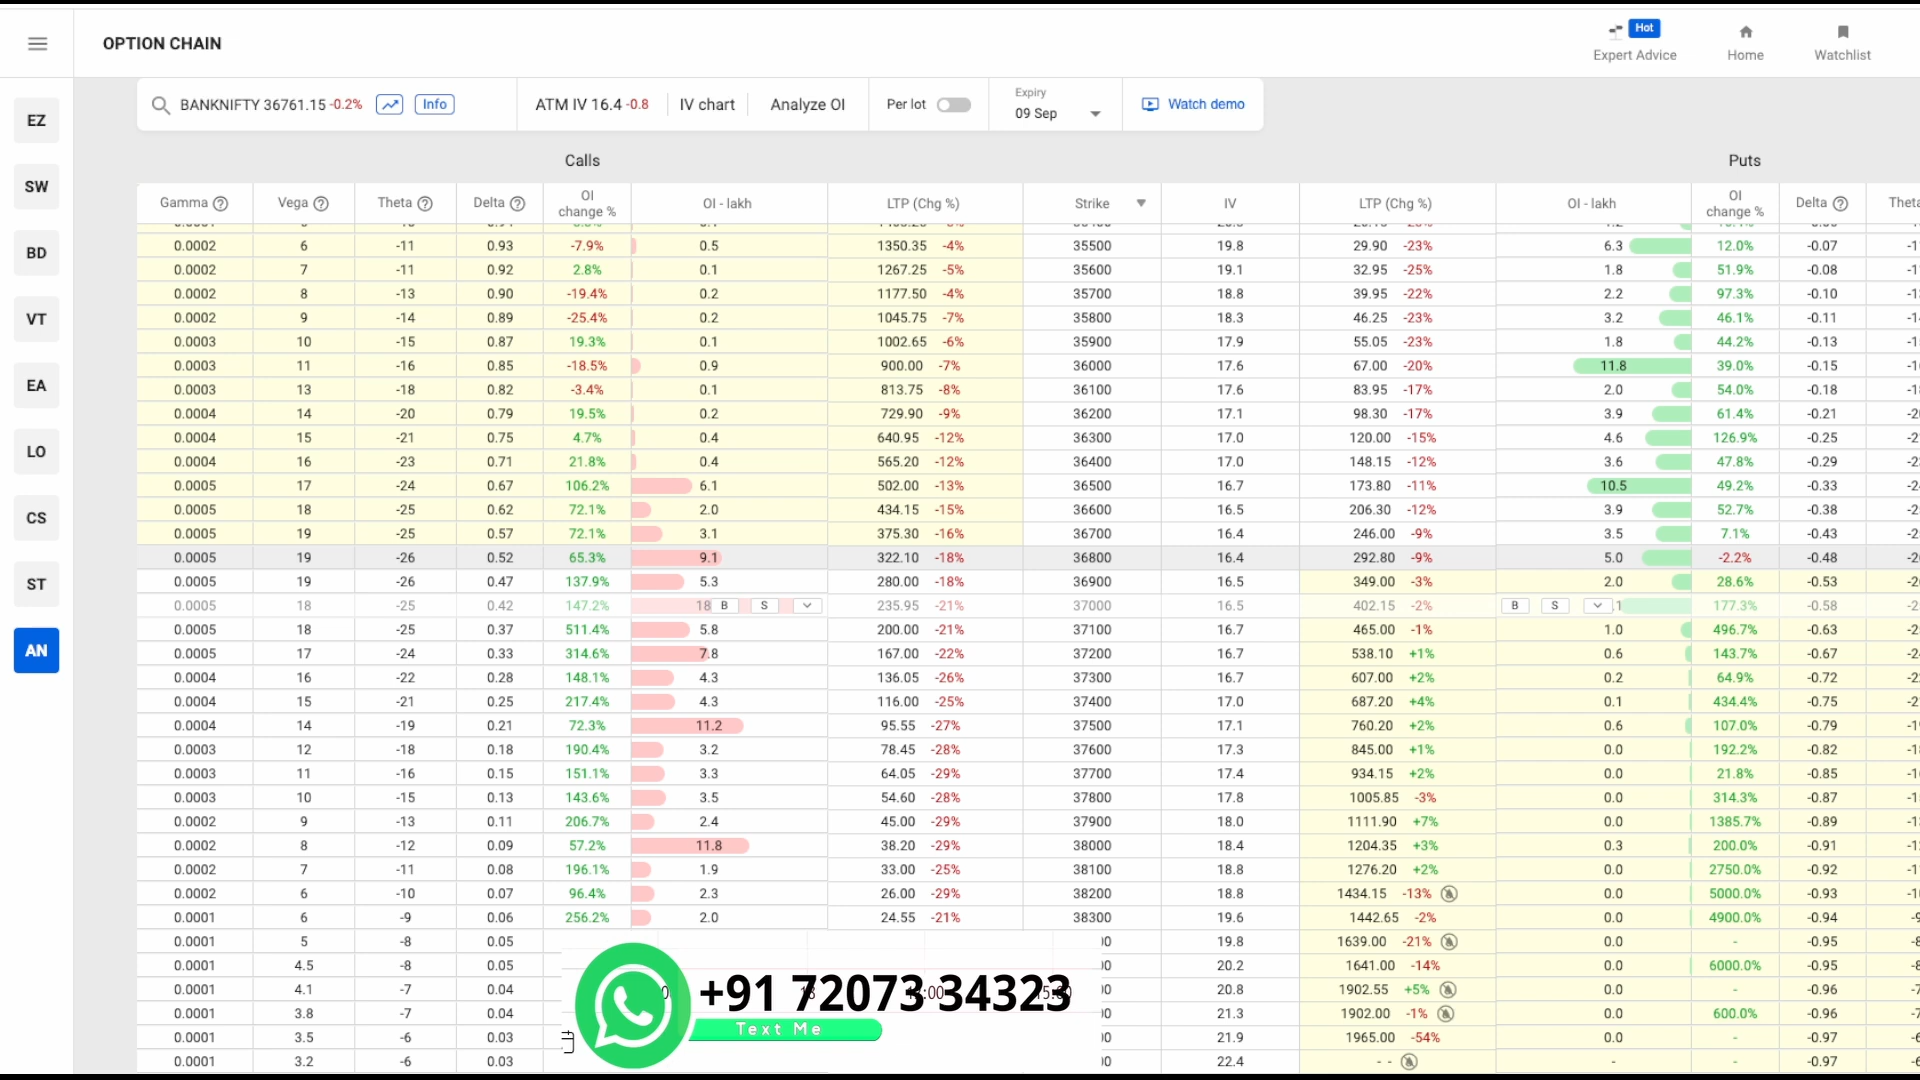 OPTION CHAIN
Hot
Expert Advice Home Watchlist
EZ
SW
BD
VT
EA
LO
CS
ST
AN
BANKNIFTY 36761.15 -0.2% Info ATM IV 16.4 -0.8 IV chart Analyze OI Per lot Expiry 09 Sep Watch demo
Calls Puts
Gamma Vega Theta Delta OI change % OI - lakh LTP (Chg %) Strike IV LTP (Chg %) OI - lakh OI change % Delta Theta
0.0002 6 -11 0.93 -7.9% 0.5 1350.35 -4% 35500 19.8 29.90 -23% 6.3 12.0% -0.07
0.0002 7 -11 0.92 2.8% 0.1 1267.25 -5% 35600 19.1 32.95 -25% 1.8 51.9% -0.08
0.0002 8 -13 0.90 -19.4% 0.2 1177.50 -4% 35700 18.8 39.95 -22% 2.2 97.3% -0.10
0.0002 9 -14 0.89 -25.4% 0.2 1045.75 -7% 35800 18.3 46.25 -23% 3.2 46.1% -0.11
0.0003 10 -15 0.87 19.3% 0.1 1002.65 -6% 35900 17.9 55.05 -23% 1.8 44.2% -0.13
0.0003 11 -16 0.85 -18.5% 0.9 900.00 -7% 36000 17.6 67.00 -20% 11.8 39.0% -0.15
0.0003 13 -18 0.82 -3.4% 0.1 813.75 -8% 36100 17.6 83.95 -17% 2.0 54.0% -0.18
0.0004 14 -20 0.79 19.5% 0.2 729.90 -9% 36200 17.1 98.30 -17% 3.9 61.4% -0.21
0.0004 15 -21 0.75 4.7% 0.4 640.95 -12% 36300 17.0 120.00 -15% 4.6 126.9% -0.25
0.0004 16 -23 0.71 21.8% 0.4 565.20 -12% 36400 17.0 148.15 -12% 3.6 47.8% -0.29
0.0005 17 -24 0.67 106.2% 6.1 502.00 -13% 36500 16.7 173.80 -11% 10.5 49.2% -0.33
0.0005 18 -25 0.62 72.1% 2.0 434.15 -15% 36600 16.5 206.30 -12% 3.9 52.7% -0.38
0.0005 19 -25 0.57 72.1% 3.1 375.30 -16% 36700 16.4 246.00 -9% 3.5 7.1% -0.43
0.0005 19 -26 0.52 65.3% 9.1 322.10 -18% 36800 16.4 292.80 -9% 5.0 -2.2% -0.48
0.0005 19 -26 0.47 137.9% 5.3 280.00 -18% 36900 16.5 349.00 -3% 2.0 28.6% -0.53
0.0005 18 -25 0.42 147.2% 18 B S 235.95 -21% 37000 16.5 402.15 -2% B S 177.3% -0.58
0.0005 18 -25 0.37 511.4% 5.8 200.00 -21% 37100 16.7 465.00 -1% 1.0 496.7% -0.63
0.0005 17 -24 0.33 314.6% 7.8 167.00 -22% 37200 16.7 538.10 +1% 0.6 143.7% -0.67
0.0004 16 -22 0.28 148.1% 4.3 136.05 -26% 37300 16.7 607.00 +2% 0.2 64.9% -0.72
0.0004 15 -21 0.25 217.4% 4.3 116.00 -25% 37400 17.0 687.20 +4% 0.1 434.4% -0.75
0.0004 14 -19 0.21 72.3% 11.2 95.55 -27% 37500 17.1 760.20 +2% 0.6 107.0% -0.79
0.0003 12 -18 0.18 190.4% 3.2 78.45 -28% 37600 17.3 845.00 +1% 0.0 192.2% -0.82
0.0003 11 -16 0.15 151.1% 3.3 64.05 -29% 37700 17.4 934.15 +2% 0.0 21.8% -0.85
0.0003 10 -15 0.13 143.6% 3.5 54.60 -28% 37800 17.8 1005.85 -3% 0.0 314.3% -0.87
0.0002 9 -13 0.11 206.7% 2.4 45.00 -29% 37900 18.0 1111.90 +7% 0.0 1385.7% -0.89
0.0002 8 -12 0.09 57.2% 11.8 38.20 -29% 38000 18.4 1204.35 +3% 0.3 200.0% -0.91
0.0002 7 -11 0.08 196.1% 1.9 33.00 -25% 38100 18.8 1276.20 +2% 0.0 2750.0% -0.92
0.0002 6 -10 0.07 96.4% 2.3 26.00 -29% 38200 18.8 1434.15 -13% 0.0 5000.0% -0.93
0.0001 6 -9 0.06 256.2% 2.0 24.55 -21% 38300 19.6 1442.65 -2% 0.0 4900.0% -0.94
0.0001 5 -8 0.05 19.8 1639.00 -21% 0.0 - -0.95
0.0001 4.5 -8 0.05 20.2 1641.00 -14% 0.0 6000.0% -0.95
0.0001 4.1 -7 0.04 20.8 1902.55 +5% 0.0 - -0.96
0.0001 3.8 -7 0.04 21.3 1902.00 -1% 0.0 600.0% -0.96
0.0001 3.5 -6 0.03 21.9 1965.00 -54% 0.0 - -0.97
0.0001 3.2 -6 0.03 22.4 - - - - -0.97
+91 72073 34323
Text Me